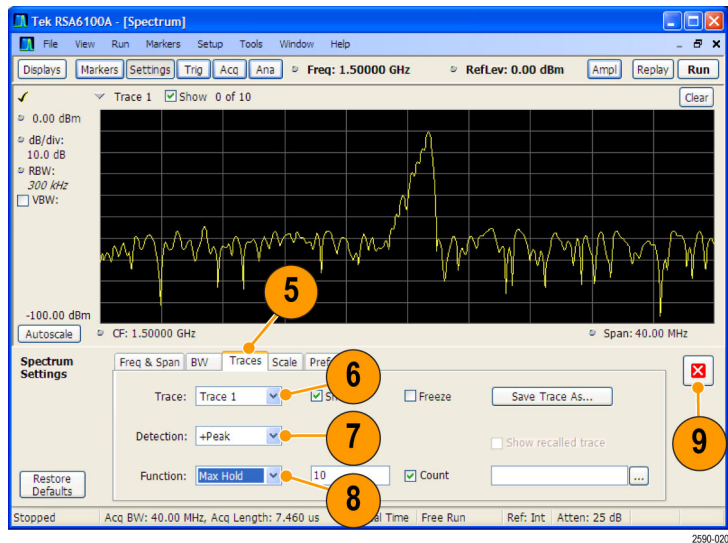 Tek RSA6100A - [Spectrum]
File View Run Markers Setup Tools Window Help
Displays Markers Settings Trig Acq Ana Freq: 1.50000 GHz RefLev: 0.00 dBm Ampl Replay Run
Trace 1 Show 0 of 10 Clear
0.00 dBm
dB/div:
10.0 dB
RBW:
300 kHz
VBW:
-100.00 dBm
Autoscale CF: 1.50000 GHz Span: 40.00 MHz
5
Spectrum
Settings
Freq & Span BW Traces Scale Pref
6
Trace: Trace 1 Freeze Save Trace As...
7
Detection: +Peak Show recalled trace
9
Function: Max Hold 10 Count ...
8
Restore
Defaults
Stopped Acq BW: 40.00 MHz, Acq Length: 7.460 us Time Free Run Ref: Int Atten: 25 dB
2590-020